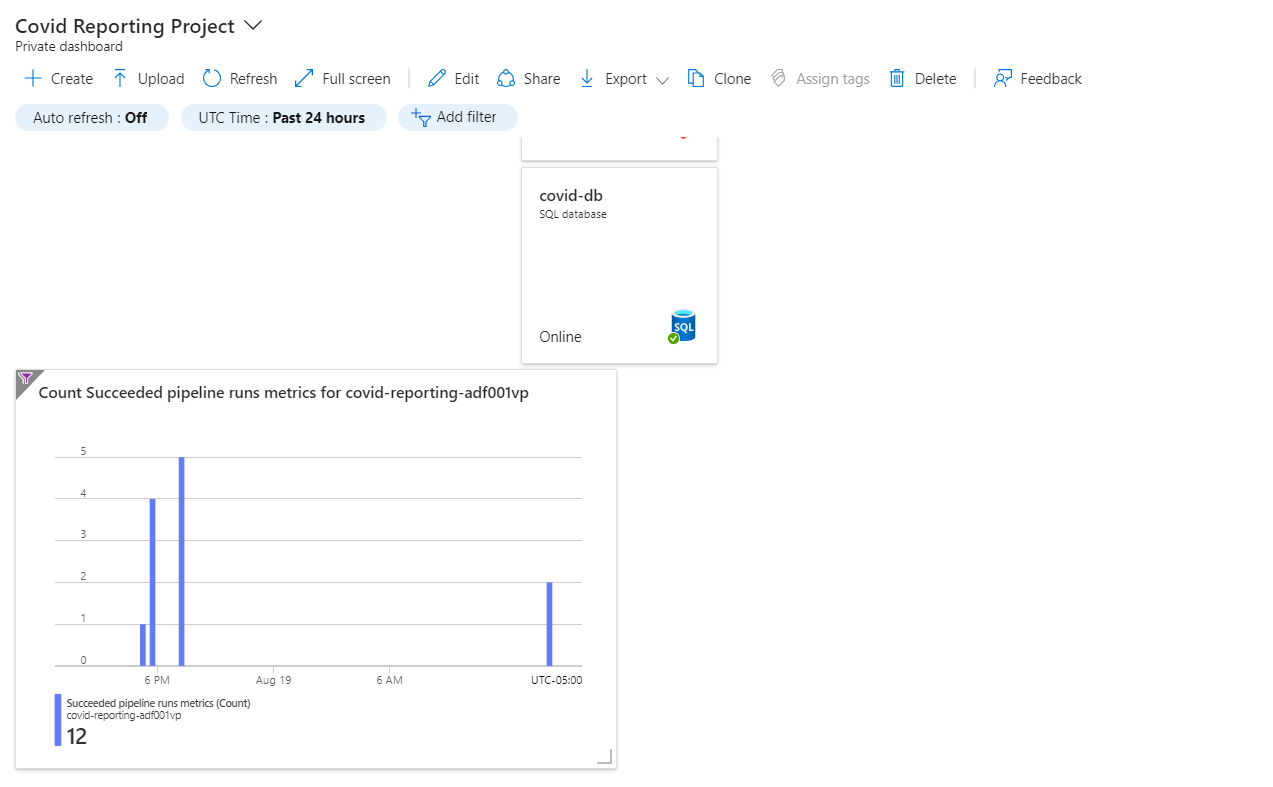 Covid Reporting Project
Private dashboard
Create Upload Refresh Full screen Edit Share Export Clone Assign tags Delete Feedback
Auto refresh : Off UTC Time : Past 24 hours Add filter
covid-db
SQL database
Online SQL
Count Succeeded pipeline runs metrics for covid-reporting-adf001vp
5
4
3
2
1
0
6 PM Aug 19 6 AM UTC-05:00
Succeeded pipeline runs metrics (Count)
covid-reporting-adf001vp
12